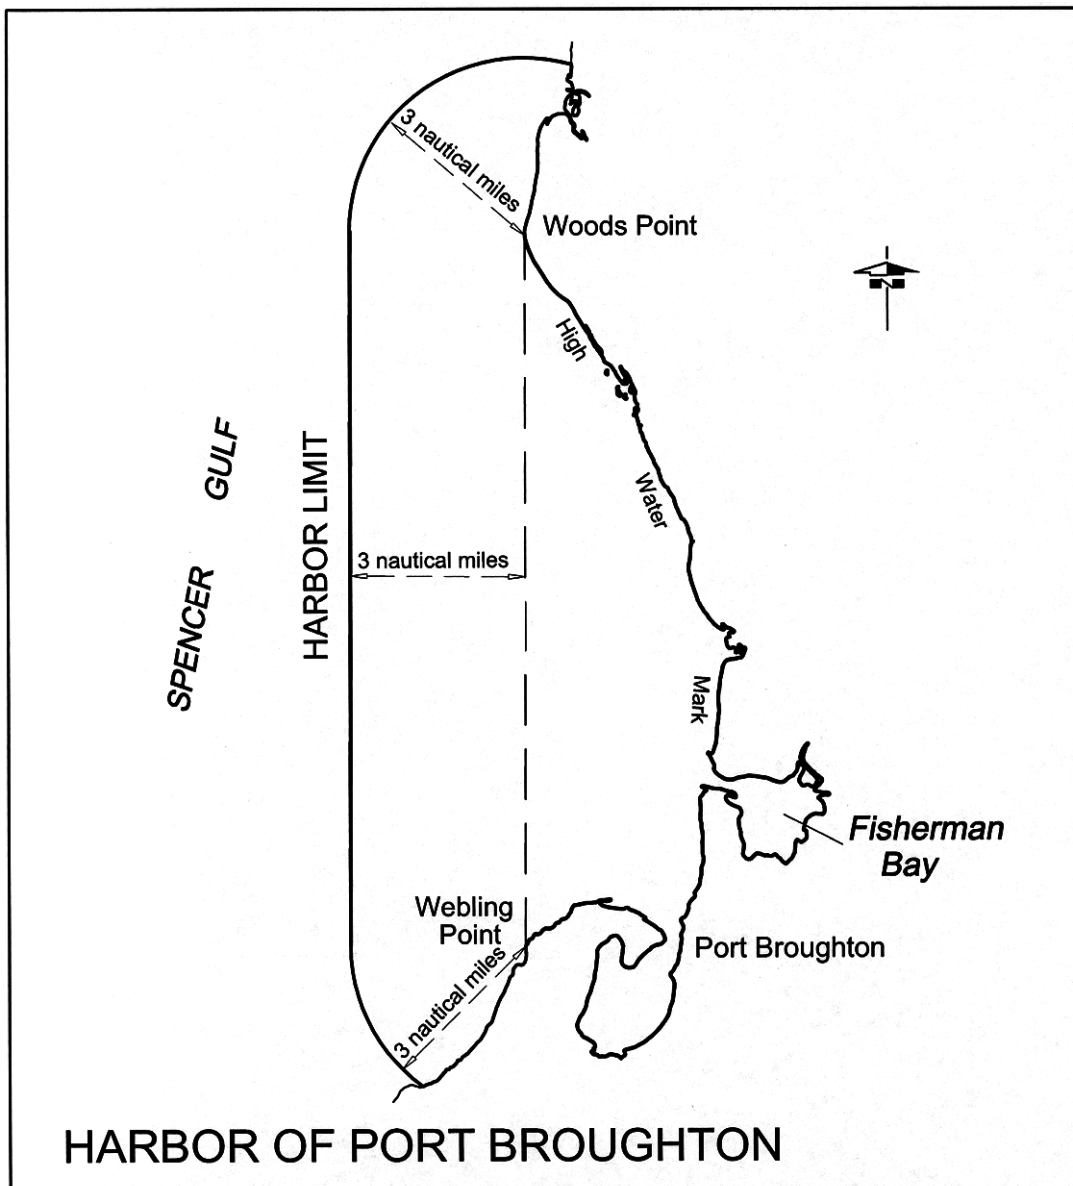 3 nautical miles
Woods Point
N
High
Water
Mark
SPENCER GULF
HARBOR LIMIT
3 nautical miles
Fisherman
Bay
Webling
Point
Port Broughton
3 nautical miles
HARBOR OF PORT BROUGHTON